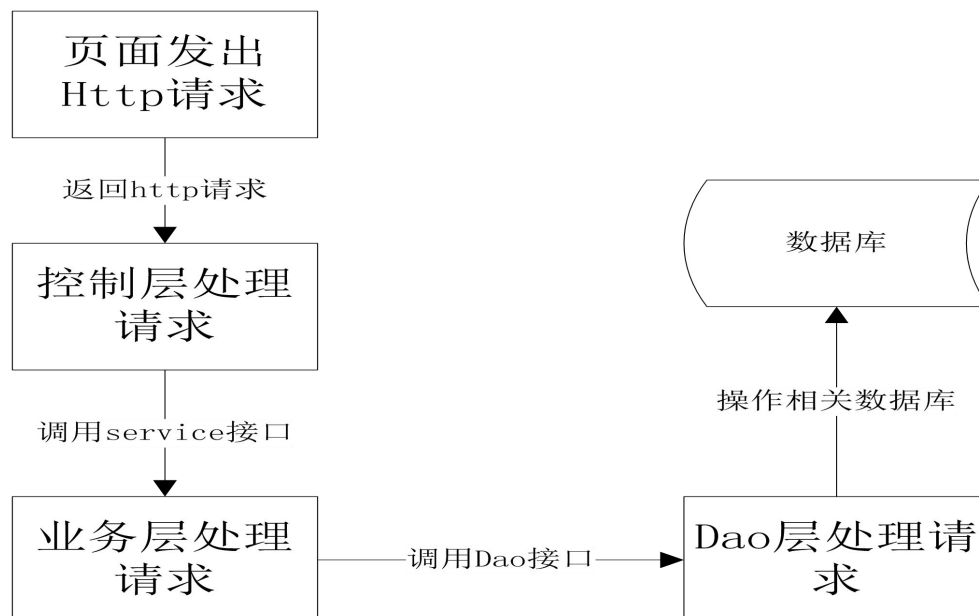 页面发出
Http请求
返回http请求
控制层处理
请求
调用service接口
业务层处理
请求
调用Dao接口
Dao层处理请
求
操作相关数据库
数据库